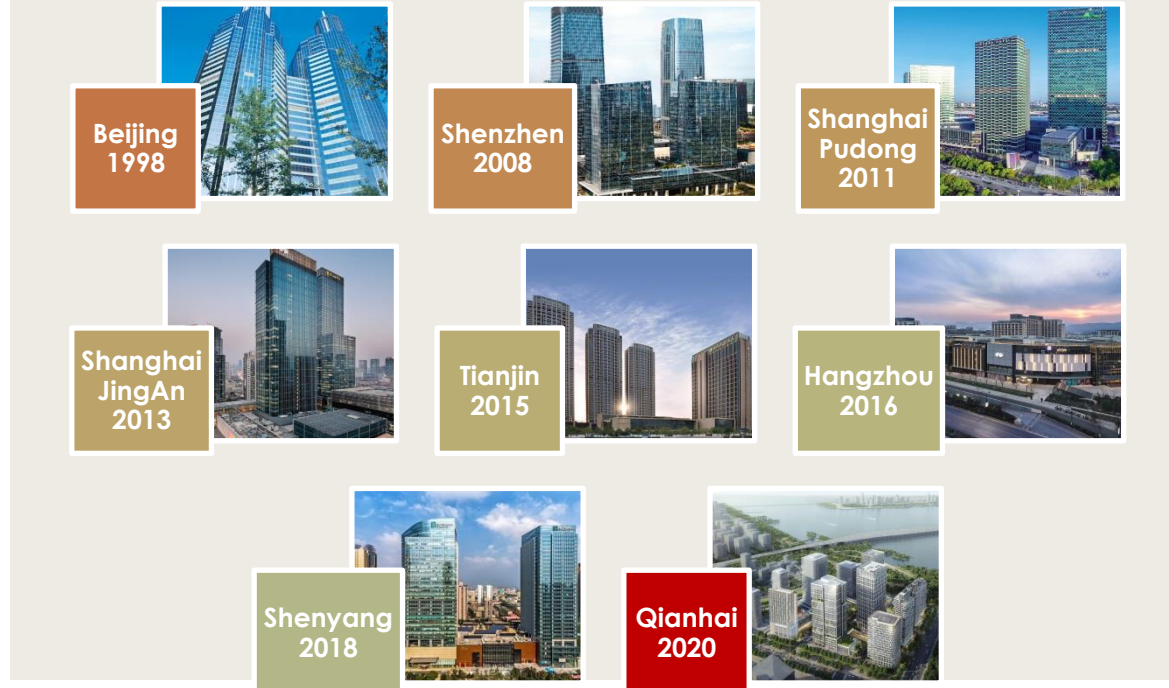 Beijing
1998
Shenzhen
2008
Shanghai
Pudong
2011
Shanghai
JingAn
2013
Tianjin
2015
Hangzhou
2016
Shenyang
2018
Qianhai
2020